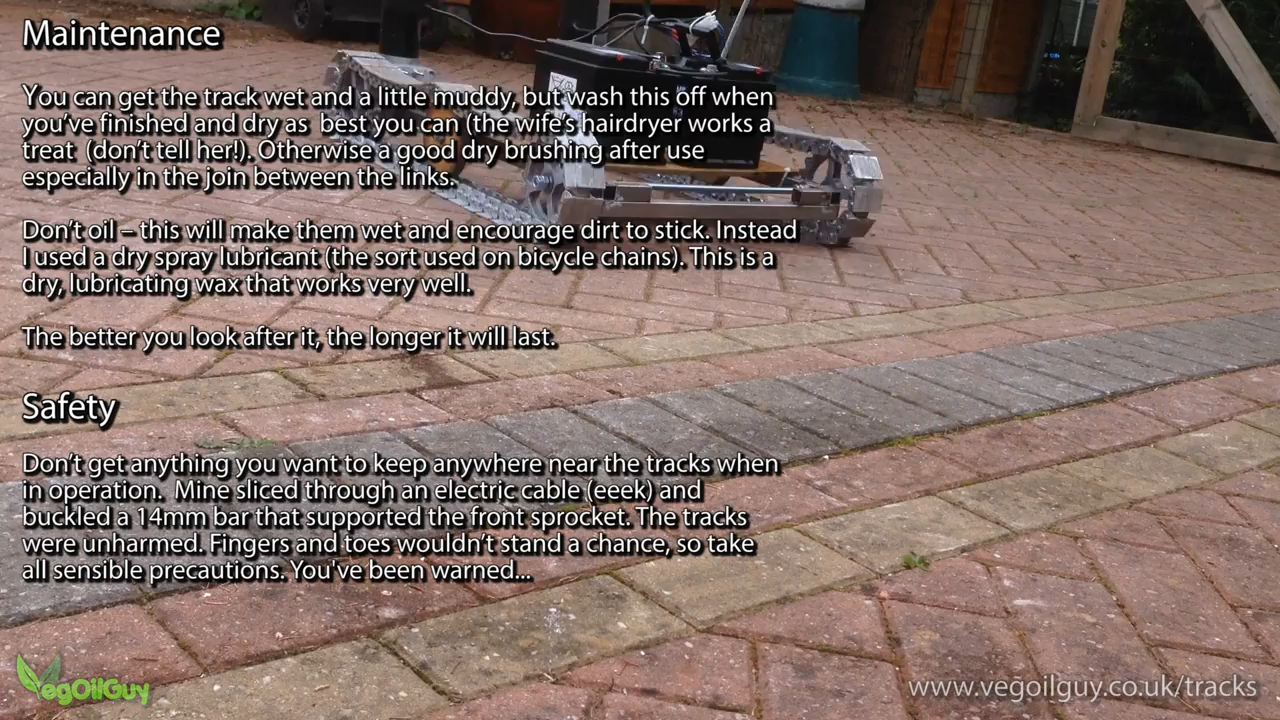 Maintenance
You can get the track wet and a little muddy, but wash this off when
you've finished and dry as best you can (the wife's hairdryer works a
treat (don't tell her!). Otherwise a good dry brushing after use
especially in the join between the links.
Don't oil – this will make them wet and encourage dirt to stick. Instead
I used a dry spray lubricant (the sort used on bicycle chains). This is a
dry, lubricating wax that works very well.
The better you look after it, the longer it will last.
Safety
Don't get anything you want to keep anywhere near the tracks when
in operation. Mine sliced through an electric cable (eeek) and
buckled a 14mm bar that supported the front sprocket. The tracks
were unharmed. Fingers and toes wouldn't stand a chance, so take
all sensible precautions. You've been warned...
VegOilGuy
www.vegoilguy.co.uk/tracks